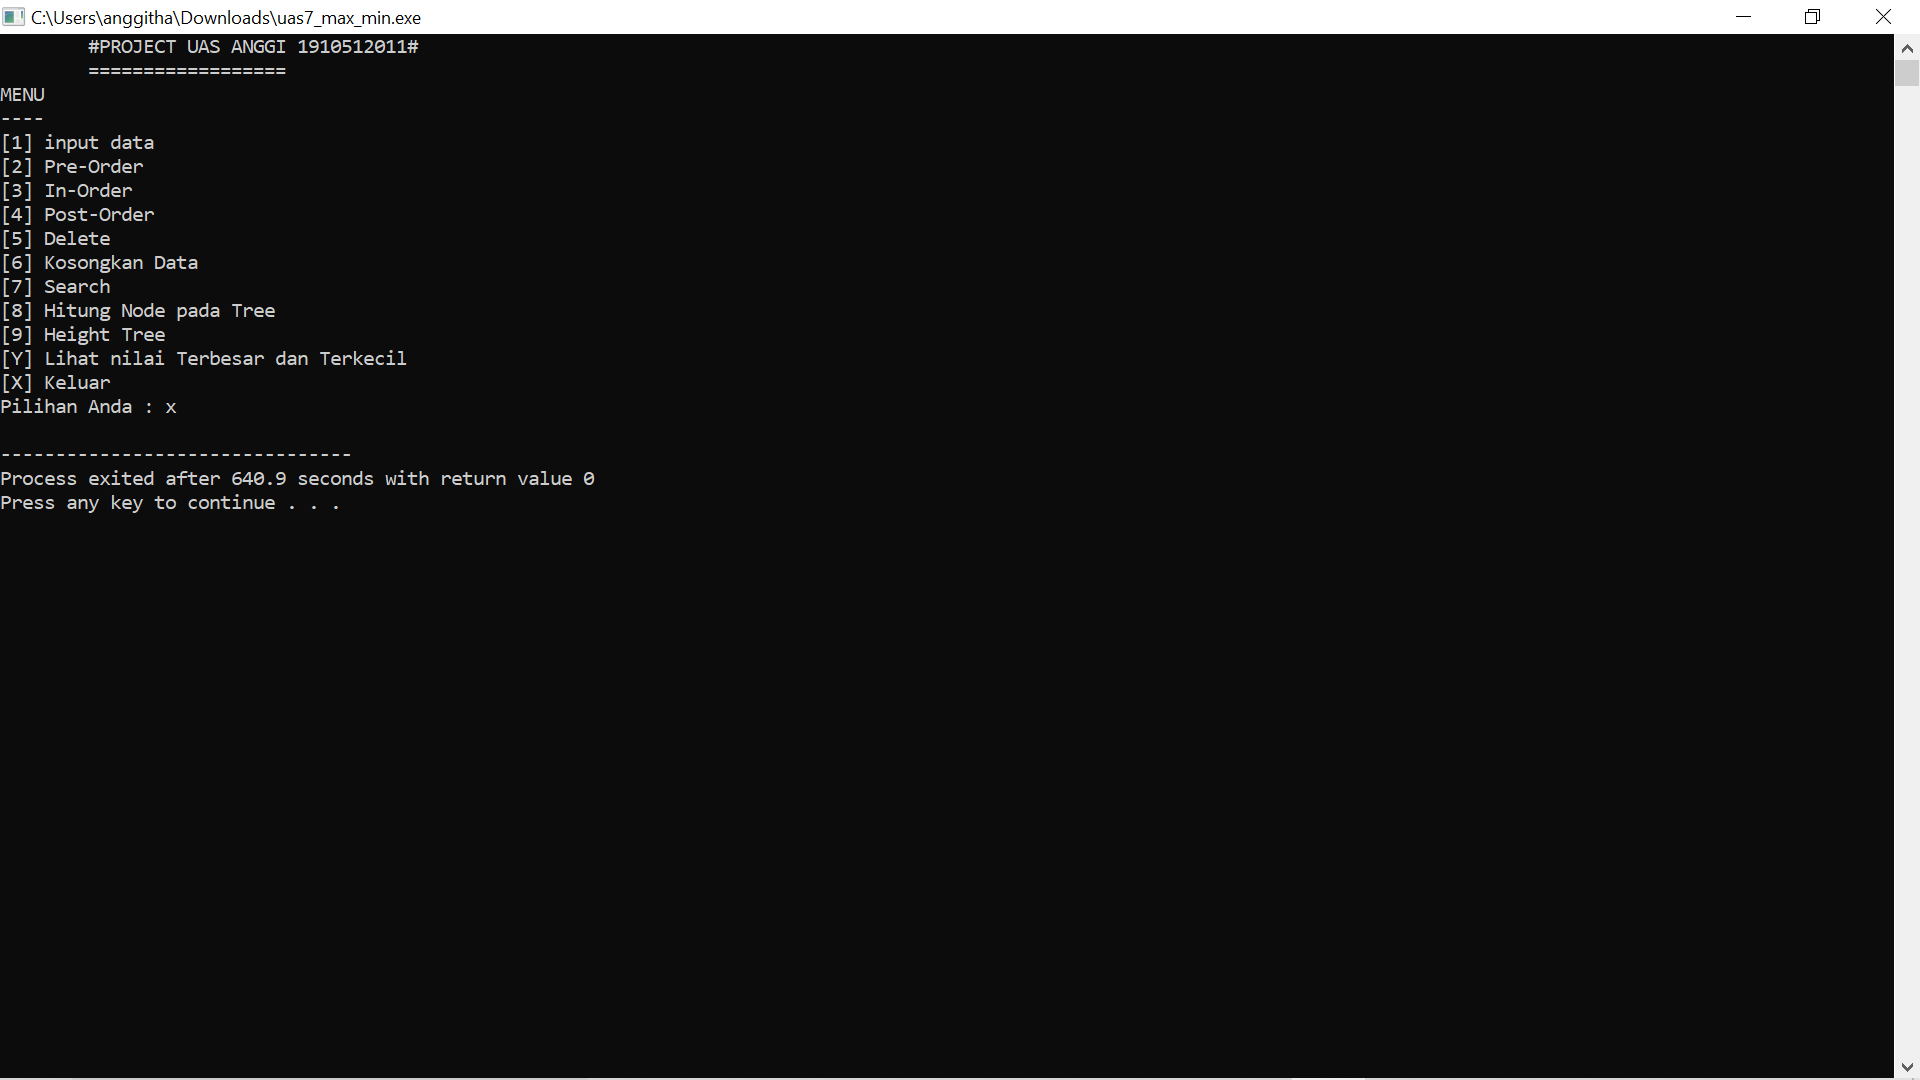 C:\Users\anggitha\Downloads\uas7_max_min.exe
#PROJECT UAS ANGGI 1910512011#
==================
MENU
----
[1] input data
[2] Pre-Order
[3] In-Order
[4] Post-Order
[5] Delete
[6] Kosongkan Data
[7] Search
[8] Hitung Node pada Tree
[9] Height Tree
[Y] Lihat nilai Terbesar dan Terkecil
[X] Keluar
Pilihan Anda : x
--------------------------------
Process exited after 640.9 seconds with return value 0
Press any key to continue . . .